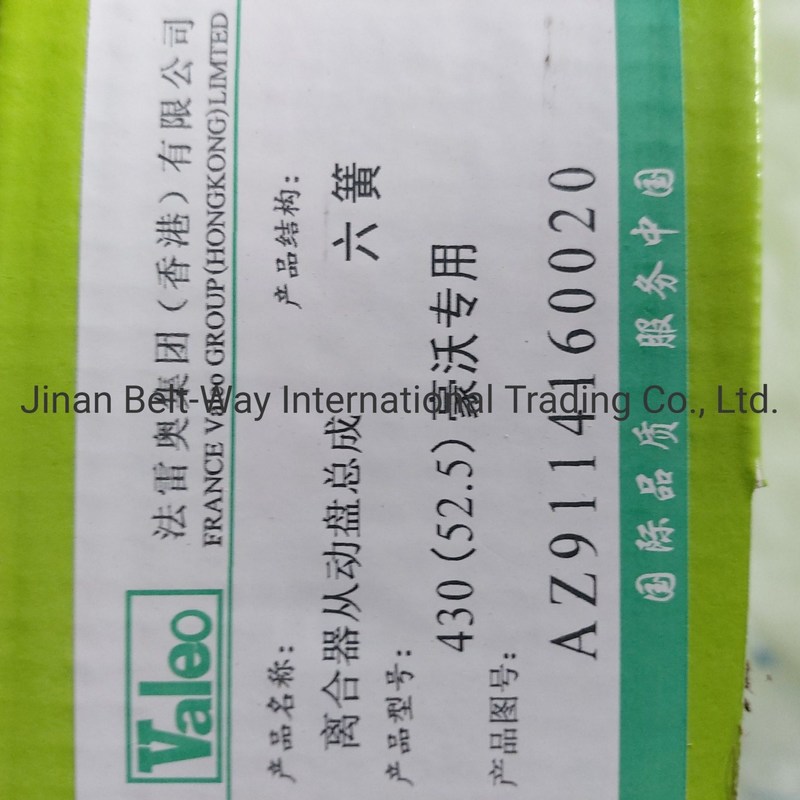 Valeo
法雷奥集团（香港）有限公司
FRANCE Valeo GROUP(HONGKONG)LIMTED
产品名称：
产品结构：
离合器从动盘总成
六簧
产品型号：
430(52.5)豪沃专用
产品图号：
AZ9114160020
国际品质 服务中国
Jinan Bert-Way International Trading Co., Ltd.